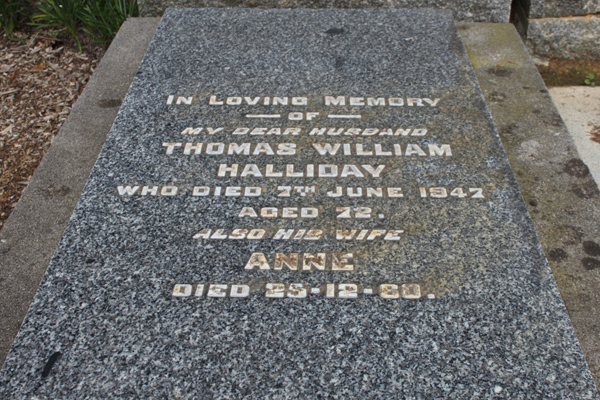 IN LOVING MEMORY
— OF —
MY DEAR HUSBAND
THOMAS WILLIAM
HALLIDAY
WHO DIED 7TH JUNE 1947
AGED 72.
ALSO HIS WIFE
ANNE
DIED 25-12-60.